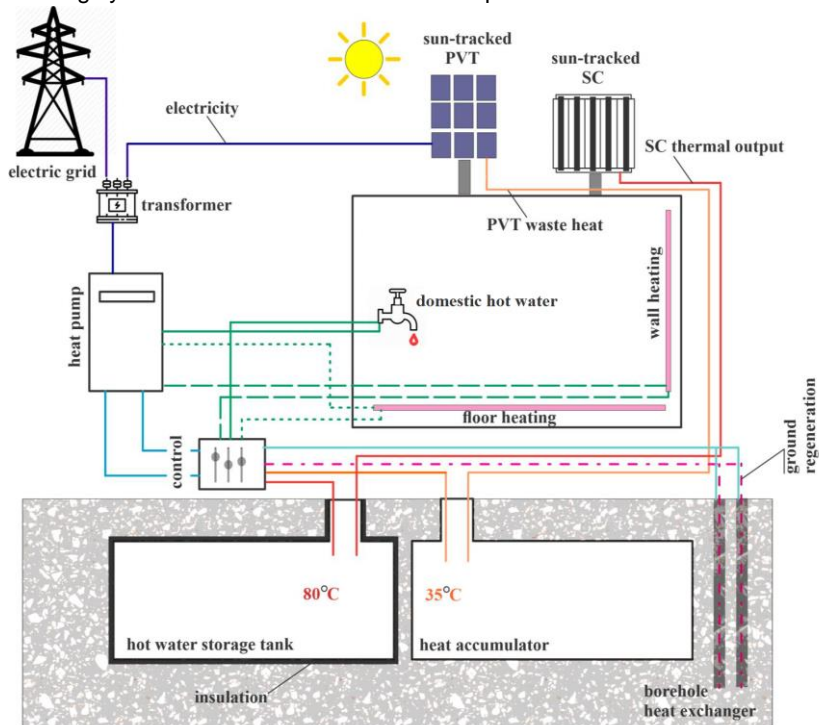 sun-tracked
PVT
sun-tracked
SC
electricity
SC thermal output
electric grid
transformer
PVT waste heat
heat pump
domestic hot water
wall heating
floor heating
control
ground
regeneration
80°C
35°C
hot water storage tank
heat accumulator
insulation
borehole
heat exchanger